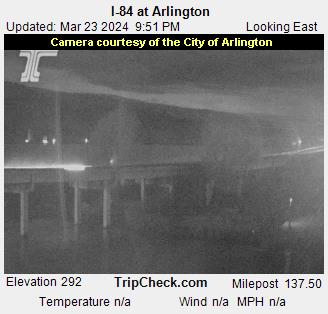 I-84 at Arlington
Updated: Mar 23 2024 9:51 PM Looking East
Camera courtesy of the City of Arlington
Elevation 292 TripCheck.com Milepost 137.50
Temperature n/a Wind n/a MPH n/a